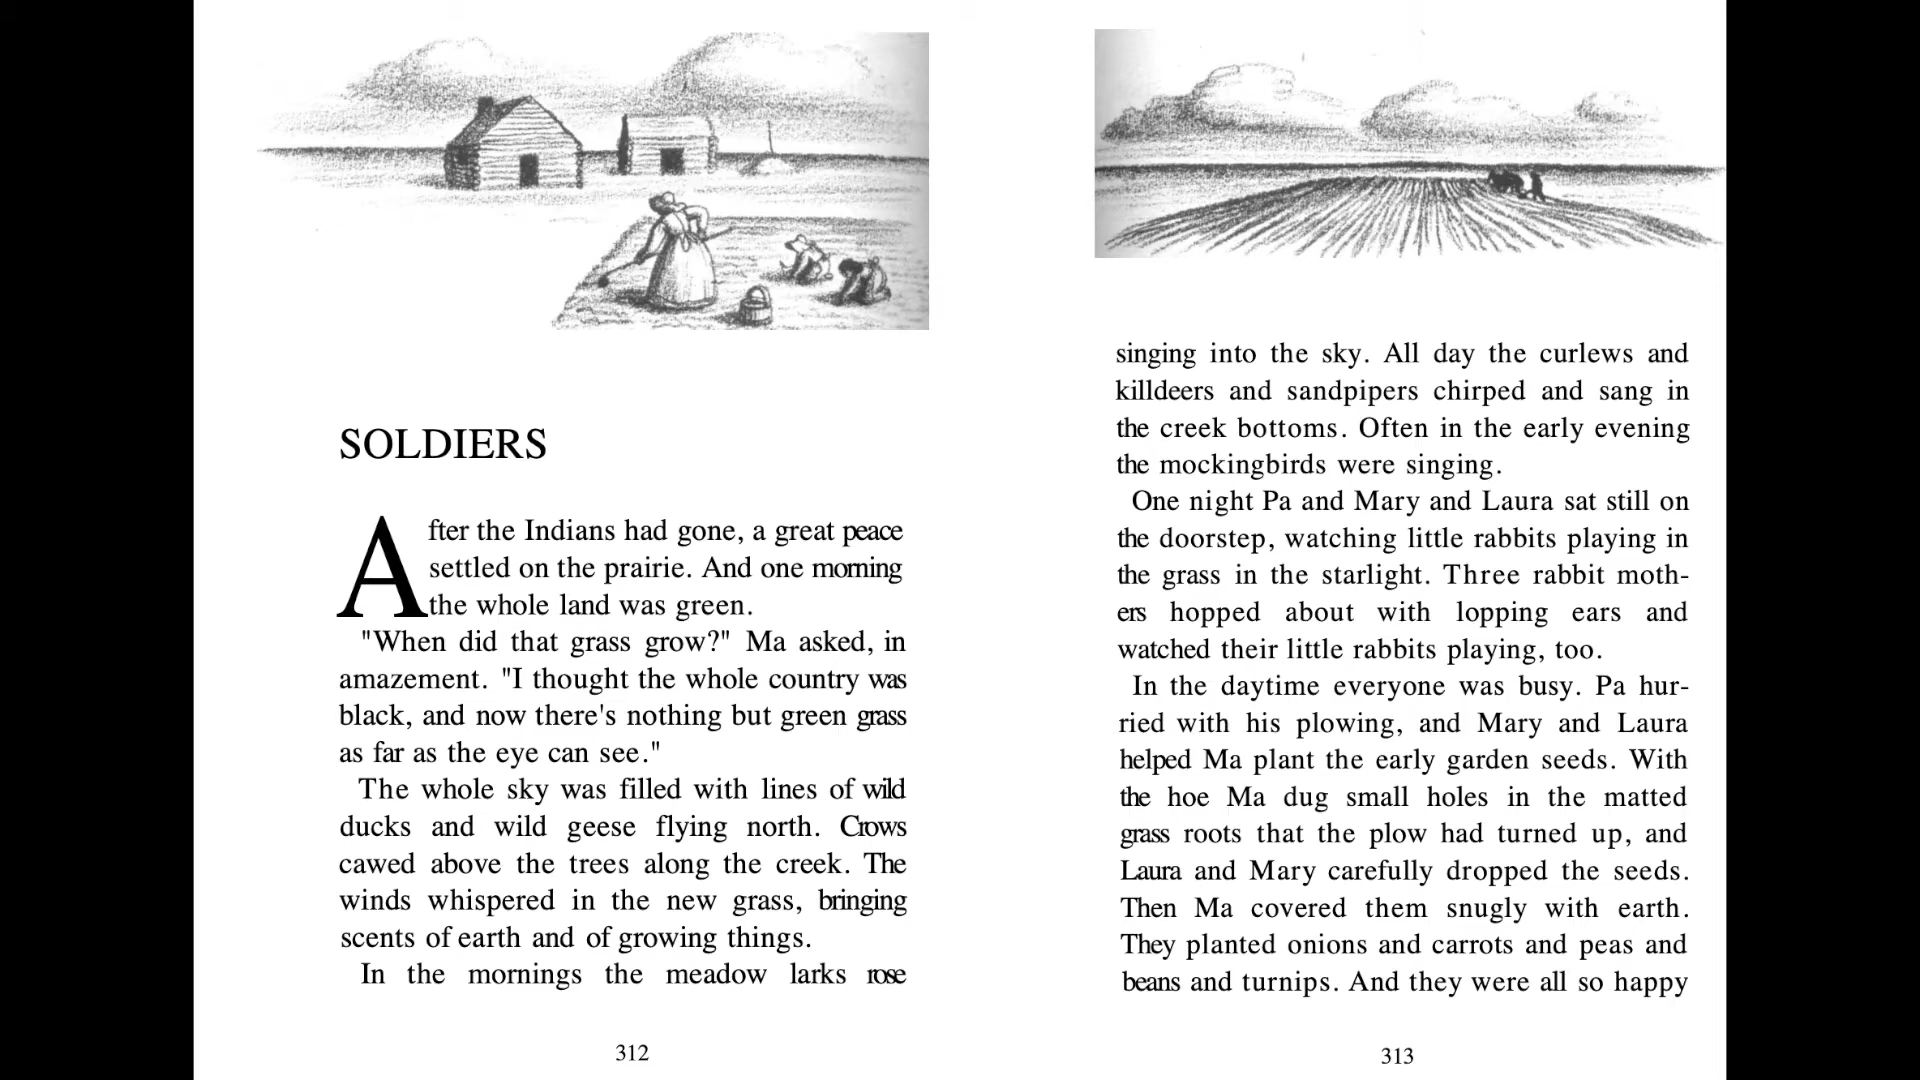 SOLDIERS
After the Indians had gone, a great peace
settled on the prairie. And one morning
the whole land was green.
"When did that grass grow?" Ma asked, in
amazement. "I thought the whole country was
black, and now there's nothing but green grass
as far as the eye can see."
The whole sky was filled with lines of wild
ducks and wild geese flying north. Crows
cawed above the trees along the creek. The
winds whispered in the new grass, bringing
scents of earth and of growing things.
In the mornings the meadow larks rose
312
singing into the sky. All day the curlews and
killdeers and sandpipers chirped and sang in
the creek bottoms. Often in the early evening
the mockingbirds were singing.
One night Pa and Mary and Laura sat still on
the doorstep, watching little rabbits playing in
the grass in the starlight. Three rabbit moth-
ers hopped about with lopping ears and
watched their little rabbits playing, too.
In the daytime everyone was busy. Pa hur-
ried with his plowing, and Mary and Laura
helped Ma plant the early garden seeds. With
the hoe Ma dug small holes in the matted
grass roots that the plow had turned up, and
Laura and Mary carefully dropped the seeds.
Then Ma covered them snugly with earth.
They planted onions and carrots and peas and
beans and turnips. And they were all so happy
313